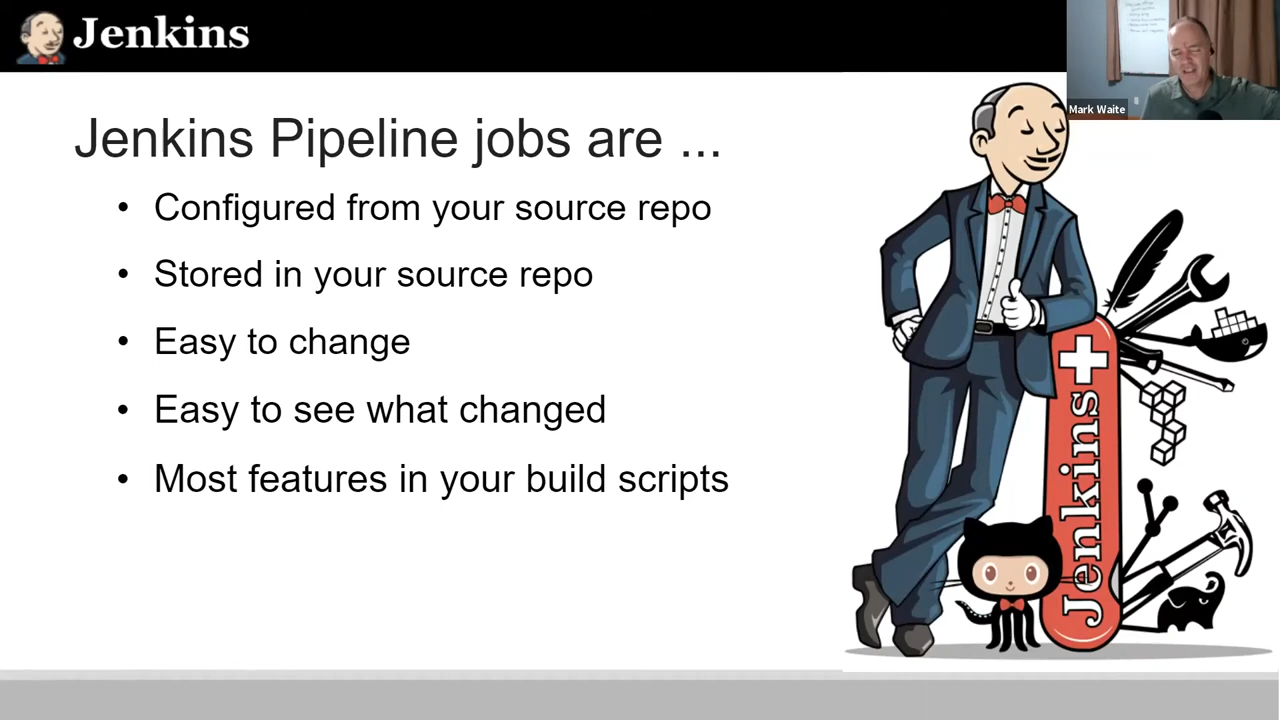 Jenkins
Mark Waite
Jenkins Pipeline jobs are ...
• Configured from your source repo
• Stored in your source repo
• Easy to change
• Easy to see what changed
• Most features in your build scripts
Jenkins